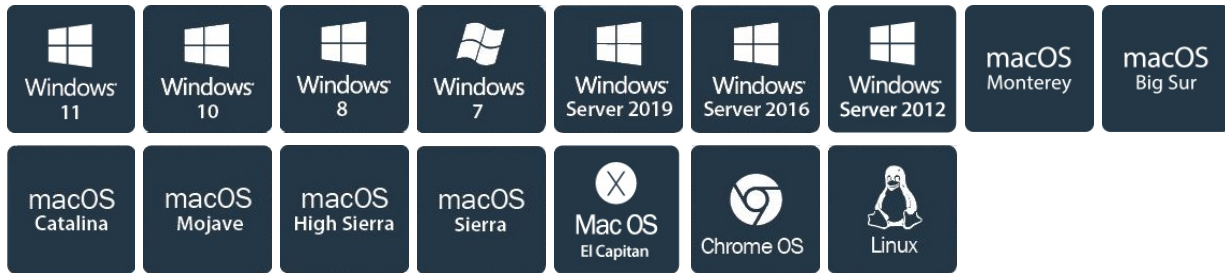 Windows
11
Windows
10
Windows
8
Windows
7
Windows
Server 2019
Windows
Server 2016
Windows
Server 2012
macOS
Monterey
macOS
Big Sur
macOS
Catalina
macOS
Mojave
macOS
High Sierra
macOS
Sierra
X
Mac OS
El Capitan
Chrome OS
Linux